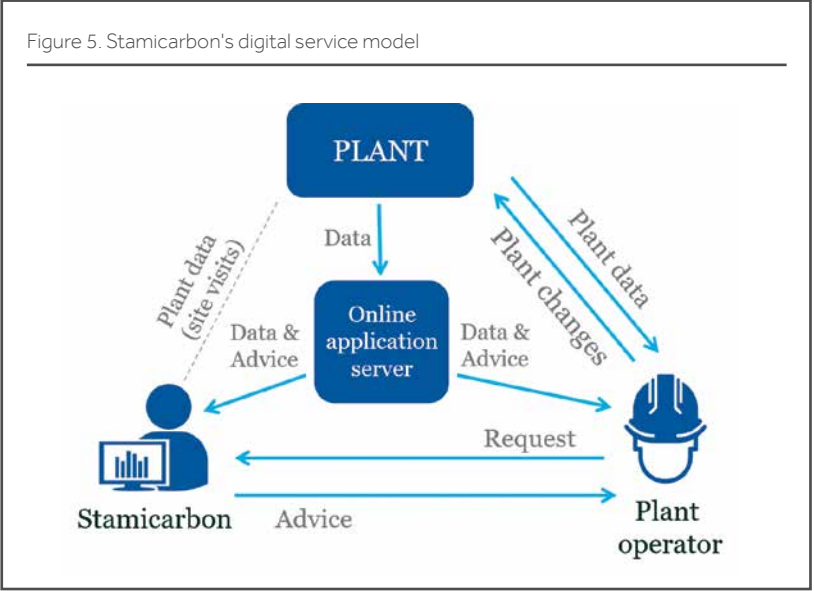 Figure 5. Stamicarbon's digital service model
PLANT
Plant data
(site visits)
Data
Plant data
Plant changes
Online
application
server
Data &
Advice
Data &
Advice
Request
Stamicarbon
Advice
Plant
operator